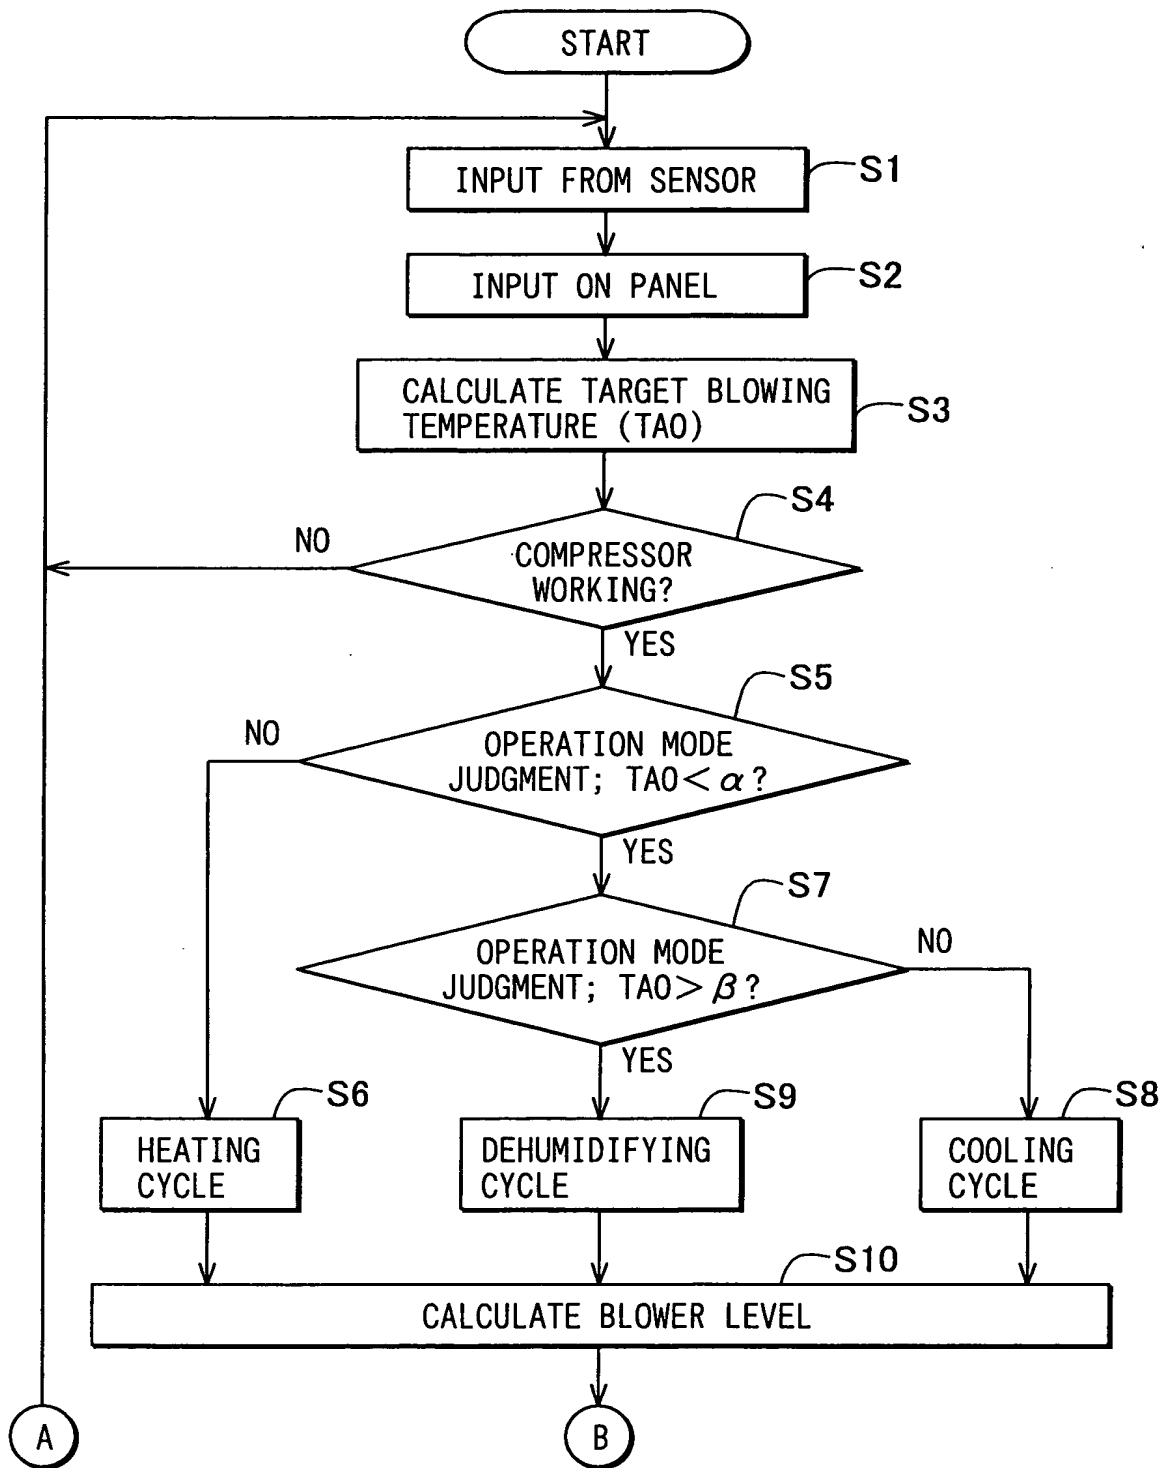 START
INPUT FROM SENSOR
S1
INPUT ON PANEL
S2
CALCULATE TARGET BLOWING
TEMPERATURE (TAO)
S3
S4
NO
COMPRESSOR
WORKING?
YES
S5
NO
OPERATION MODE
JUDGMENT; TAO<α?
YES
S7
OPERATION MODE
JUDGMENT; TAO>β?
NO
YES
S6
S9
S8
HEATING
CYCLE
DEHUMIDIFYING
CYCLE
COOLING
CYCLE
S10
CALCULATE BLOWER LEVEL
A
B